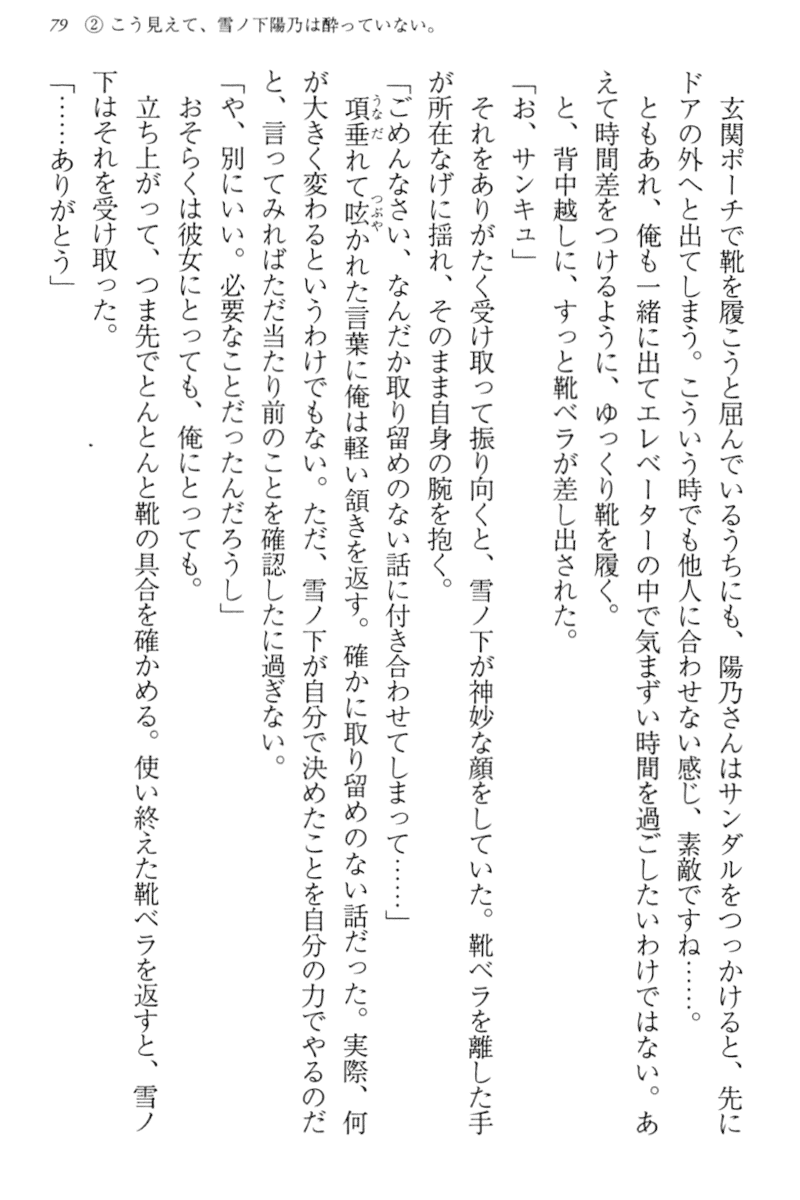 79 ② こう見えて、雪ノ下陽乃は酔っていない。
玄関ポーチで靴を履こうと屈んでいるうちにも、陽乃さんはサンダルをつっかけると、先に
ドアの外へと出てしまう。こういう時でも他人に合わせない感じ、素敵ですね……。
ともあれ、俺も一緒に出てエレベーターの中で気まずい時間を過ごしたいわけではない。あ
えて時間差をつけるように、ゆっくり靴を履く。
と、背中越しに、すっと靴ベラが差し出された。
「お、サンキュ」
それをありがたく受け取って振り向くと、雪ノ下が神妙な顔をしていた。靴ベラを離した手
が所在なげに揺れ、そのまま自身の腕を抱く。
「ごめんなさい、なんだか取り留めのない話に付き合わせてしまって……」
項垂れて呟かれた言葉に俺は軽い頷きを返す。確かに取り留めのない話だった。実際、何
が大きく変わるというわけでもない。ただ、雪ノ下が自分で決めたことを自分の力でやるのだ
と、言ってみればただ当たり前のことを確認したに過ぎない。
「や、別にいい。必要なことだったんだろうし」
おそらくは彼女にとっても、俺にとっても。
立ち上がって、つま先でとんとんと靴の具合を確かめる。使い終えた靴ベラを返すと、雪ノ
下はそれを受け取った。
「……ありがとう」